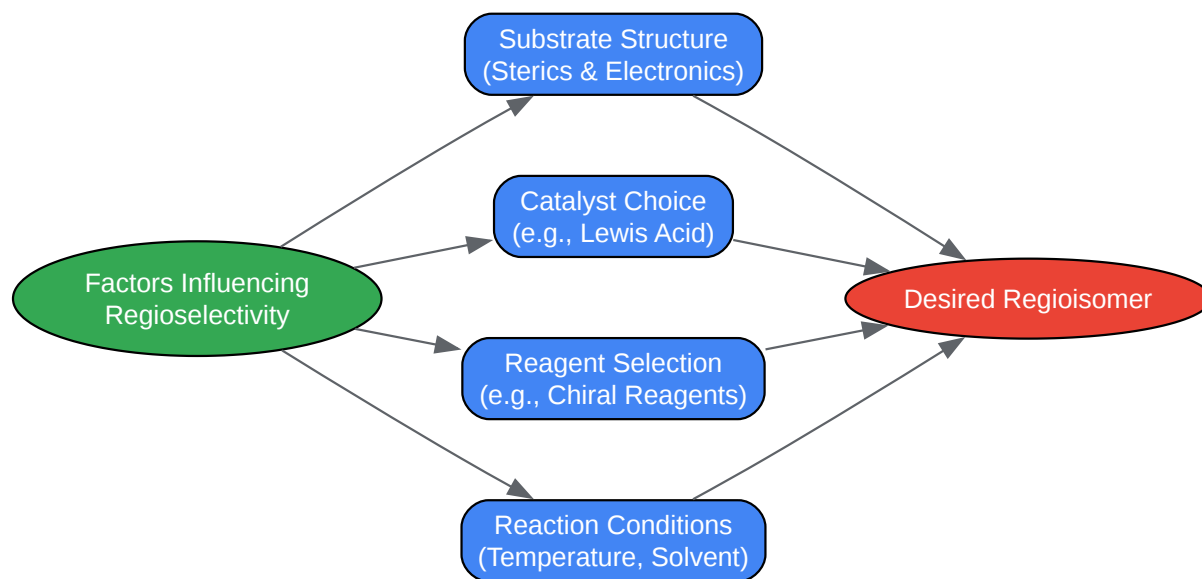 Substrate Structure
(Sterics & Electronics)
Catalyst Choice
(e.g., Lewis Acid)
Factors Influencing
Regioselectivity
Desired Regioisomer
Reagent Selection
(e.g., Chiral Reagents)
Reaction Conditions
(Temperature, Solvent)